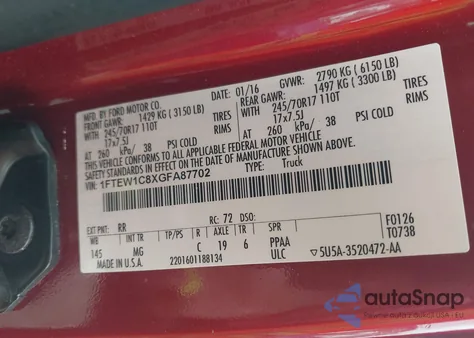 MFD. BY FORD MOTOR CO.
01/16 GVWR: 2790 KG ( 6150 LB)
FRONT GAWR: 1429 KG ( 3150 LB) REAR GAWR: 1497 KG ( 3300 LB)
245/70R17 110T TIRES 245/70R17 110T TIRES
17x7.5J 17x7.5J
AT 260 kPa/ 38 PSI COLD AT 260 kPa/ 38 PSI COLD
THIS VEHICLE CONFORMS TO ALL APPLICABLE FEDERAL MOTOR VEHICLE
SAFETY STANDARDS IN EFFECT ON THE DATE OF MANUFACTURE SHOWN ABOVE.
VIN: 1FTEW1C8XGFA87702 TYPE: Truck
EXT PNT: RR RC: 72 DSO: F0126
WB INT TR TP/PS R AXLE TR SPR T0738
145 MG C 19 6 PPAA
MADE IN U.S.A. 2201601188134 ULC 5U5A-3520472-AA
autoSnap